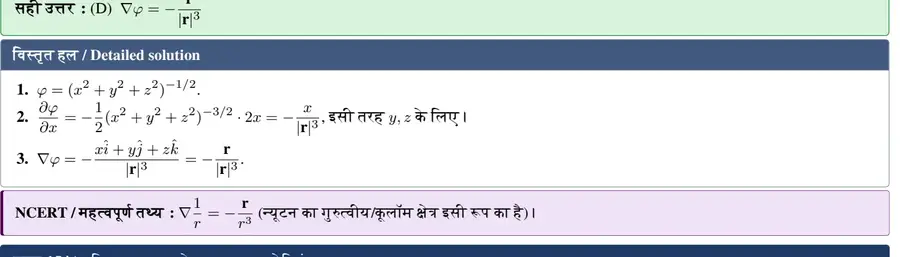 सही उत्तर : (D) ∇φ = −r/|r|³
विस्तृत हल / Detailed solution
1. φ = (x² + y² + z²)^{−1/2}.
2. ∂φ/∂x = −1/2(x² + y² + z²)^{−3/2} · 2x = −x/|r|³, इसी तरह y, z के लिए।
3. ∇φ = −(xî + yĵ + zk̂)/|r|³ = −r/|r|³.
NCERT / महत्वपूर्ण तथ्य : ∇1/r = −r/r³ (न्यूटन का गुरुत्वीय/कूलॉम क्षेत्र इसी रूप का है)।